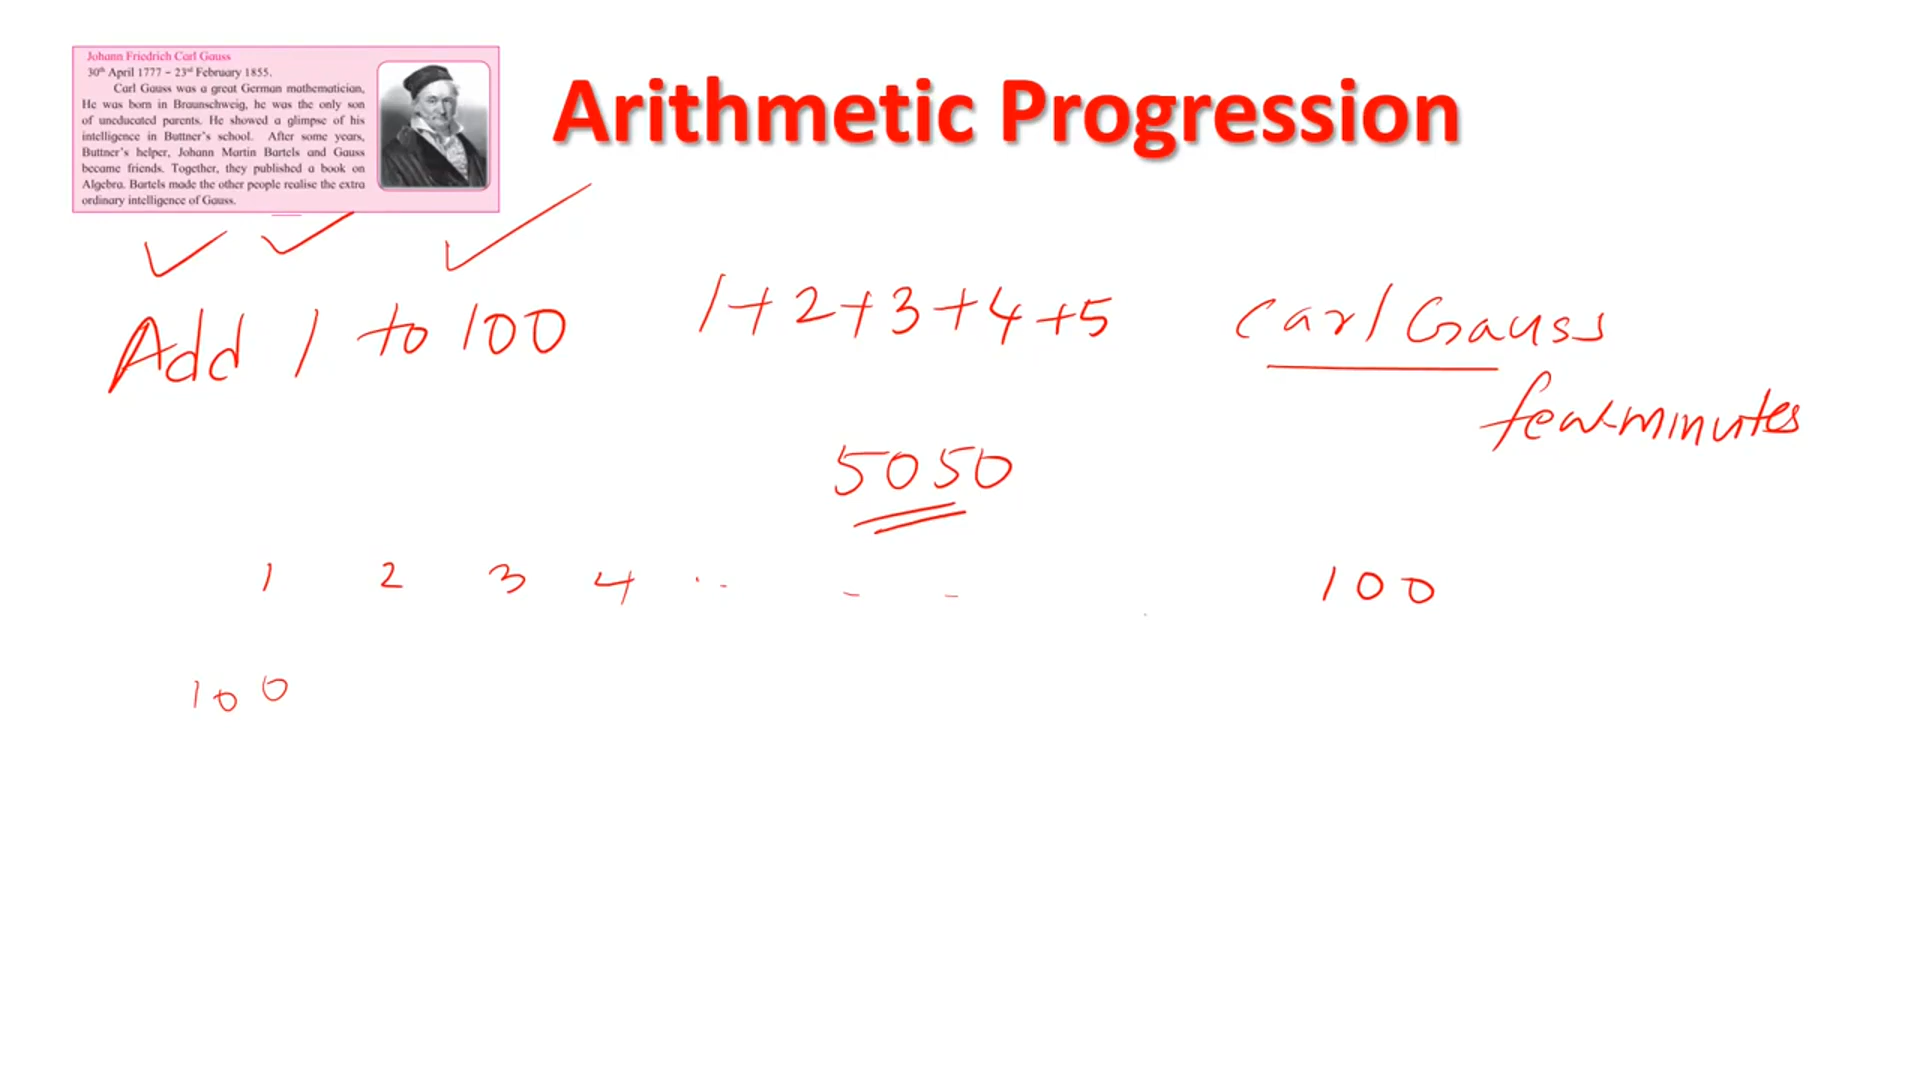 Johann Friedrich Carl Gauss
30th April 1777 - 23rd February 1855.
Carl Gauss was a great German mathematician,
He was born in Braunschweig, he was the only son
of uneducated parents. He showed a glimpse of his
intelligence in Buttner's school. After some years,
Buttner's helper, Johann Martin Bartels and Gauss
became friends. Together, they published a book on
Algebra. Bartels made the other people realise the extra
ordinary intelligence of Gauss.
Arithmetic Progression
Add 1 to 100
1+2+3+4+5
Carl Gauss
few minutes
5050
1 2 3 4 .. - - 100
100